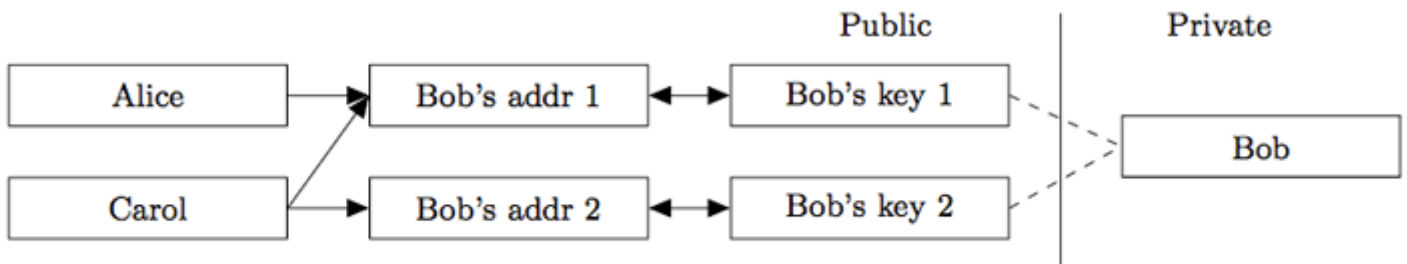 Public
Private
Alice
Bob's addr 1
Bob's key 1
Bob
Carol
Bob's addr 2
Bob's key 2